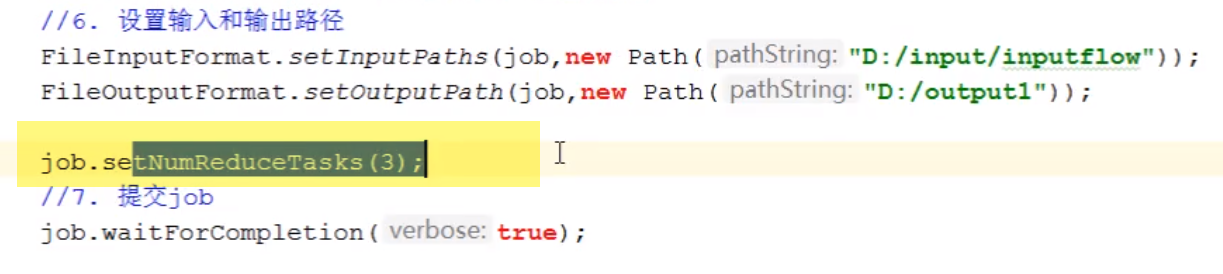 //6. 设置输入和输出路径
FileInputFormat.setInputPaths(job,new Path( pathString: "D:/input/inputflow"));
FileOutputFormat.setOutputPath(job,new Path( pathString: "D:/output1"));
job.setNumReduceTasks(3);
//7. 提交job
job.waitForCompletion( verbose: true);